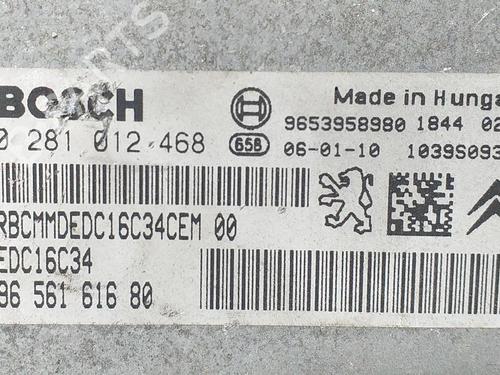 BOSCH
Made in Hunga
0 281 012 468
9653958980 1844 02
658
06-01-10 1039S093
RBCMMDEDC16C34CEM 00
EDC16C34
96 561 616 80